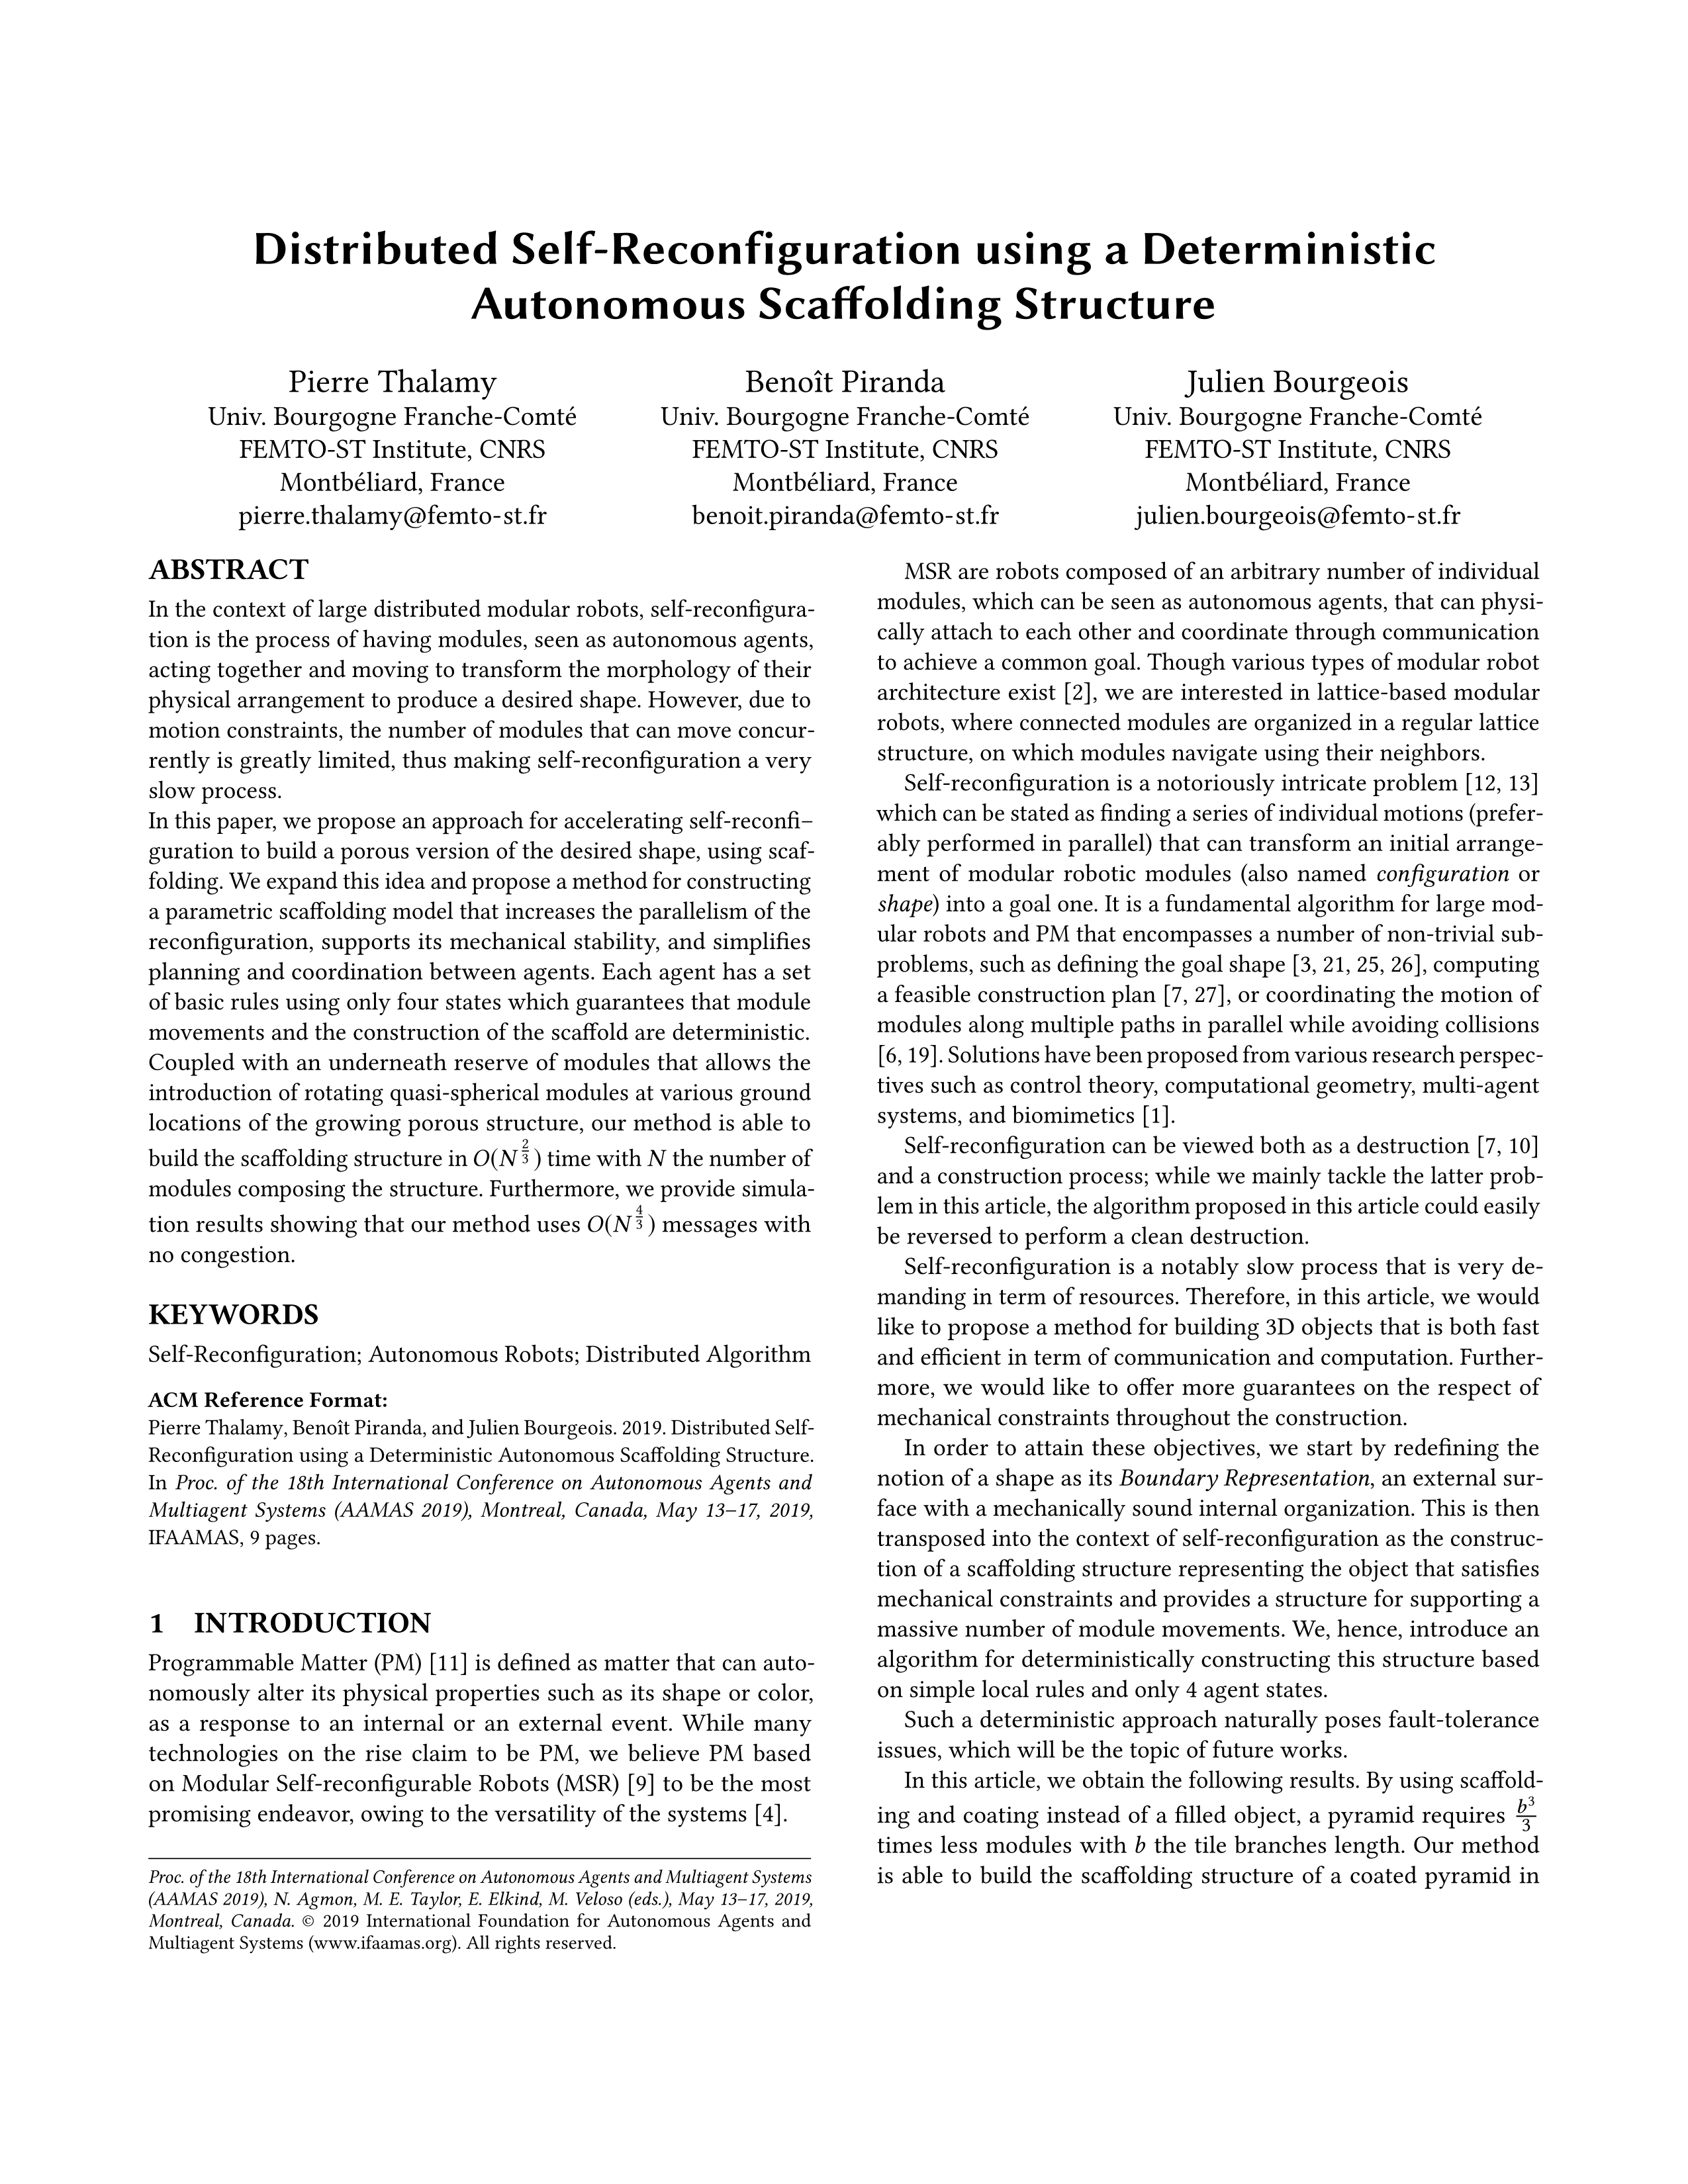 Distributed Self-Reconfiguration using a Deterministic
Autonomous Scaffolding Structure
Pierre Thalamy
Univ. Bourgogne Franche-Comté
FEMTO-ST Institute, CNRS
Montbéliard, France
pierre.thalamy@femto-st.fr
Benoît Piranda
Univ. Bourgogne Franche-Comté
FEMTO-ST Institute, CNRS
Montbéliard, France
benoit.piranda@femto-st.fr
Julien Bourgeois
Univ. Bourgogne Franche-Comté
FEMTO-ST Institute, CNRS
Montbéliard, France
julien.bourgeois@femto-st.fr
ABSTRACT
In the context of large distributed modular robots, self-reconfigura-
tion is the process of having modules, seen as autonomous agents,
acting together and moving to transform the morphology of their
physical arrangement to produce a desired shape. However, due to
motion constraints, the number of modules that can move concur-
rently is greatly limited, thus making self-reconfiguration a very
slow process.
In this paper, we propose an approach for accelerating self-reconfi–
guration to build a porous version of the desired shape, using scaf-
folding. We expand this idea and propose a method for constructing
a parametric scaffolding model that increases the parallelism of the
reconfiguration, supports its mechanical stability, and simplifies
planning and coordination between agents. Each agent has a set
of basic rules using only four states which guarantees that module
movements and the construction of the scaffold are deterministic.
Coupled with an underneath reserve of modules that allows the
introduction of rotating quasi-spherical modules at various ground
locations of the growing porous structure, our method is able to
build the scaffolding structure in O(N^{2/3}) time with N the number of
modules composing the structure. Furthermore, we provide simula-
tion results showing that our method uses O(N^{4/3}) messages with
no congestion.
KEYWORDS
Self-Reconfiguration; Autonomous Robots; Distributed Algorithm
ACM Reference Format:
Pierre Thalamy, Benoît Piranda, and Julien Bourgeois. 2019. Distributed Self-
Reconfiguration using a Deterministic Autonomous Scaffolding Structure.
In Proc. of the 18th International Conference on Autonomous Agents and
Multiagent Systems (AAMAS 2019), Montreal, Canada, May 13–17, 2019,
IFAAMAS, 9 pages.
1 INTRODUCTION
Programmable Matter (PM) [11] is defined as matter that can auto-
nomously alter its physical properties such as its shape or color,
as a response to an internal or an external event. While many
technologies on the rise claim to be PM, we believe PM based
on Modular Self-reconfigurable Robots (MSR) [9] to be the most
promising endeavor, owing to the versatility of the systems [4].
Proc. of the 18th International Conference on Autonomous Agents and Multiagent Systems
(AAMAS 2019), N. Agmon, M. E. Taylor, E. Elkind, M. Veloso (eds.), May 13–17, 2019,
Montreal, Canada. © 2019 International Foundation for Autonomous Agents and
Multiagent Systems (www.ifaamas.org). All rights reserved.
MSR are robots composed of an arbitrary number of individual
modules, which can be seen as autonomous agents, that can physi-
cally attach to each other and coordinate through communication
to achieve a common goal. Though various types of modular robot
architecture exist [2], we are interested in lattice-based modular
robots, where connected modules are organized in a regular lattice
structure, on which modules navigate using their neighbors.
Self-reconfiguration is a notoriously intricate problem [12, 13]
which can be stated as finding a series of individual motions (prefer-
ably performed in parallel) that can transform an initial arrange-
ment of modular robotic modules (also named configuration or
shape) into a goal one. It is a fundamental algorithm for large mod-
ular robots and PM that encompasses a number of non-trivial sub-
problems, such as defining the goal shape [3, 21, 25, 26], computing
a feasible construction plan [7, 27], or coordinating the motion of
modules along multiple paths in parallel while avoiding collisions
[6, 19]. Solutions have been proposed from various research perspec-
tives such as control theory, computational geometry, multi-agent
systems, and biomimetics [1].
Self-reconfiguration can be viewed both as a destruction [7, 10]
and a construction process; while we mainly tackle the latter prob-
lem in this article, the algorithm proposed in this article could easily
be reversed to perform a clean destruction.
Self-reconfiguration is a notably slow process that is very de-
manding in term of resources. Therefore, in this article, we would
like to propose a method for building 3D objects that is both fast
and efficient in term of communication and computation. Further-
more, we would like to offer more guarantees on the respect of
mechanical constraints throughout the construction.
In order to attain these objectives, we start by redefining the
notion of a shape as its Boundary Representation, an external sur-
face with a mechanically sound internal organization. This is then
transposed into the context of self-reconfiguration as the construc-
tion of a scaffolding structure representing the object that satisfies
mechanical constraints and provides a structure for supporting a
massive number of module movements. We, hence, introduce an
algorithm for deterministically constructing this structure based
on simple local rules and only 4 agent states.
Such a deterministic approach naturally poses fault-tolerance
issues, which will be the topic of future works.
In this article, we obtain the following results. By using scaffold-
ing and coating instead of a filled object, a pyramid requires b^3/3
times less modules with b the tile branches length. Our method
is able to build the scaffolding structure of a coated pyramid in